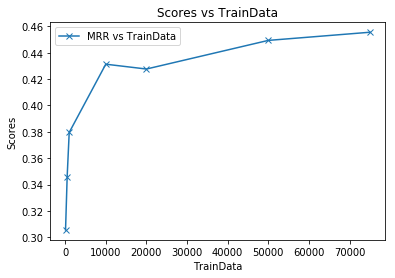 Scores vs TrainData
MRR vs TrainData
Scores
0.46
0.44
0.42
0.40
0.38
0.36
0.34
0.32
0.30
0 10000 20000 30000 40000 50000 60000 70000
TrainData